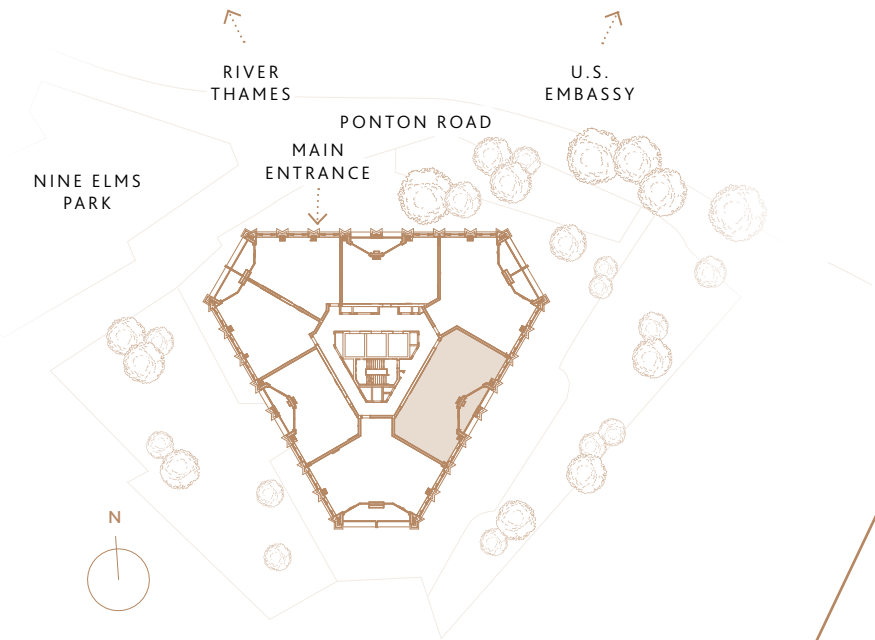 RIVER
THAMES
U.S.
EMBASSY
PONTON ROAD
MAIN
ENTRANCE
NINE ELMS
PARK
N